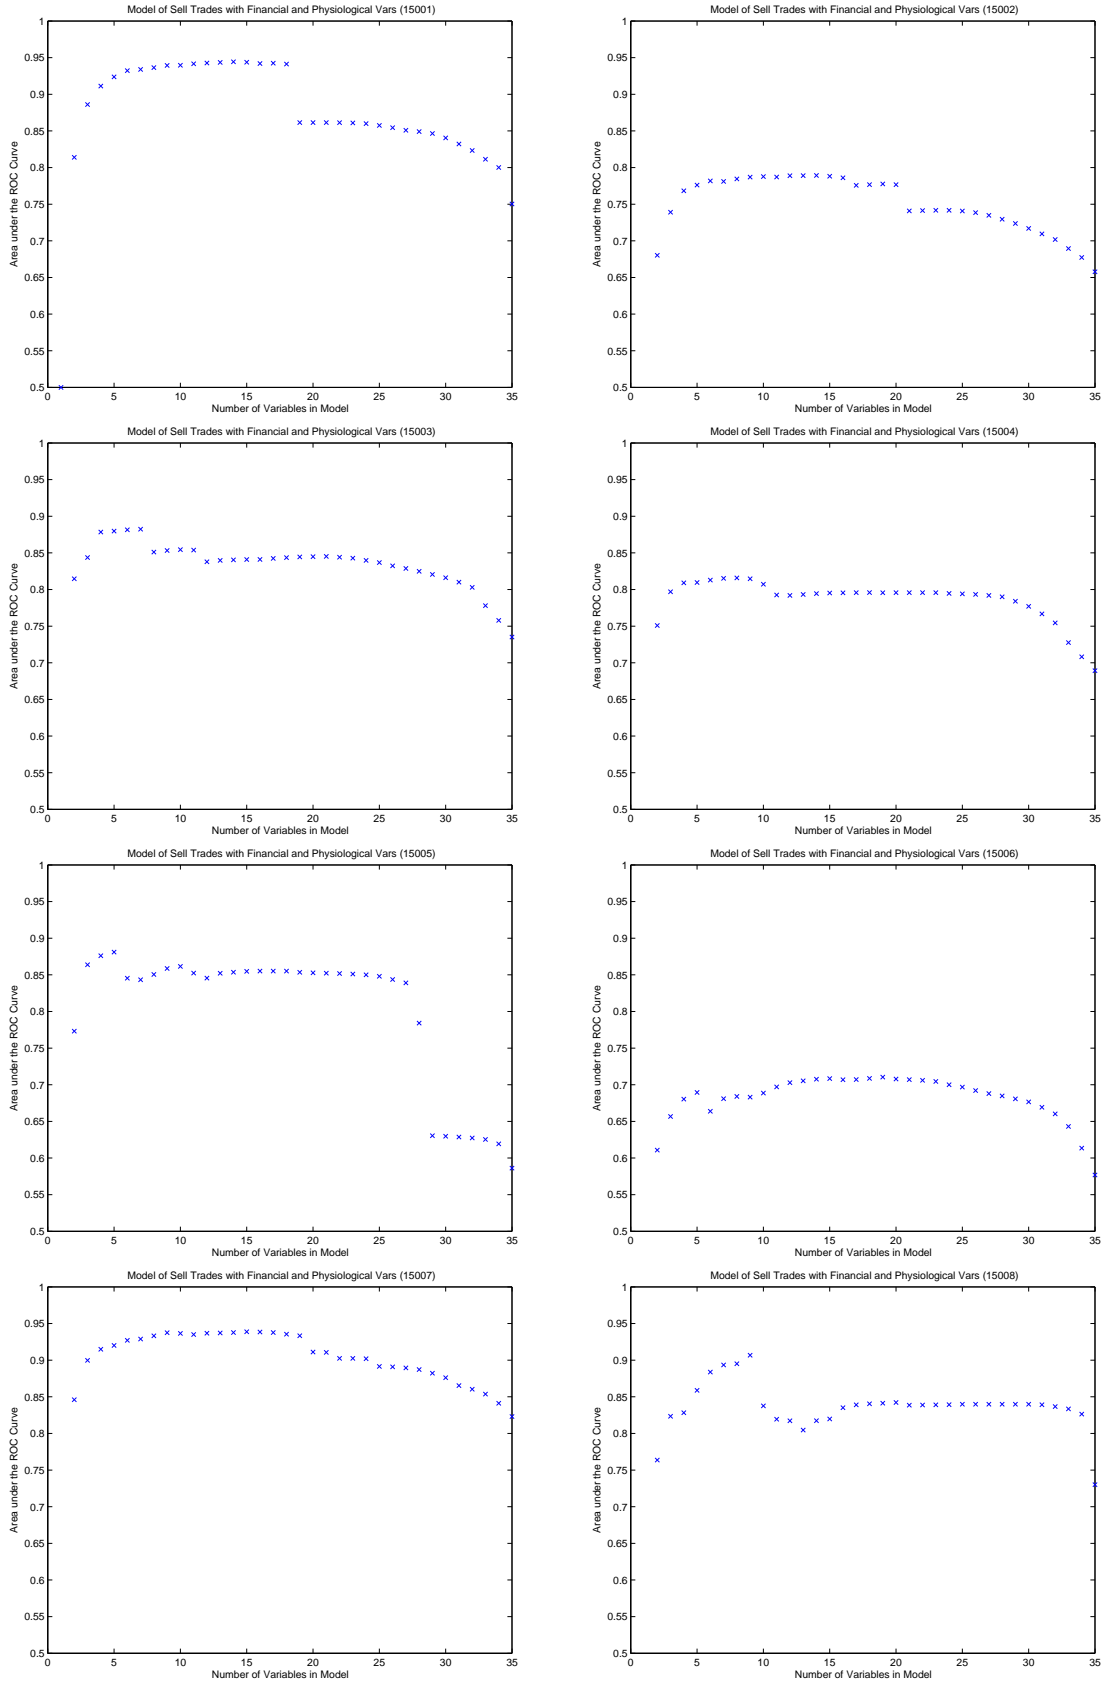 Model of Sell Trades with Financial and Physiological Vars (15001)
1
0.95
0.9
0.85
0.8
0.75
0.7
0.65
0.6
0.55
0.5
Area under the ROC Curve
0 5 10 15 20 25 30 35
Number of Variables in Model
Model of Sell Trades with Financial and Physiological Vars (15002)
1
0.95
0.9
0.85
0.8
0.75
0.7
0.65
0.6
0.55
0.5
Area under the ROC Curve
0 5 10 15 20 25 30 35
Number of Variables in Model
Model of Sell Trades with Financial and Physiological Vars (15003)
1
0.95
0.9
0.85
0.8
0.75
0.7
0.65
0.6
0.55
0.5
Area under the ROC Curve
0 5 10 15 20 25 30 35
Number of Variables in Model
Model of Sell Trades with Financial and Physiological Vars (15004)
1
0.95
0.9
0.85
0.8
0.75
0.7
0.65
0.6
0.55
0.5
Area under the ROC Curve
0 5 10 15 20 25 30 35
Number of Variables in Model
Model of Sell Trades with Financial and Physiological Vars (15005)
1
0.95
0.9
0.85
0.8
0.75
0.7
0.65
0.6
0.55
0.5
Area under the ROC Curve
0 5 10 15 20 25 30 35
Number of Variables in Model
Model of Sell Trades with Financial and Physiological Vars (15006)
1
0.95
0.9
0.85
0.8
0.75
0.7
0.65
0.6
0.55
0.5
Area under the ROC Curve
0 5 10 15 20 25 30 35
Number of Variables in Model
Model of Sell Trades with Financial and Physiological Vars (15007)
1
0.95
0.9
0.85
0.8
0.75
0.7
0.65
0.6
0.55
0.5
Area under the ROC Curve
0 5 10 15 20 25 30 35
Number of Variables in Model
Model of Sell Trades with Financial and Physiological Vars (15008)
1
0.95
0.9
0.85
0.8
0.75
0.7
0.65
0.6
0.55
0.5
Area under the ROC Curve
0 5 10 15 20 25 30 35
Number of Variables in Model